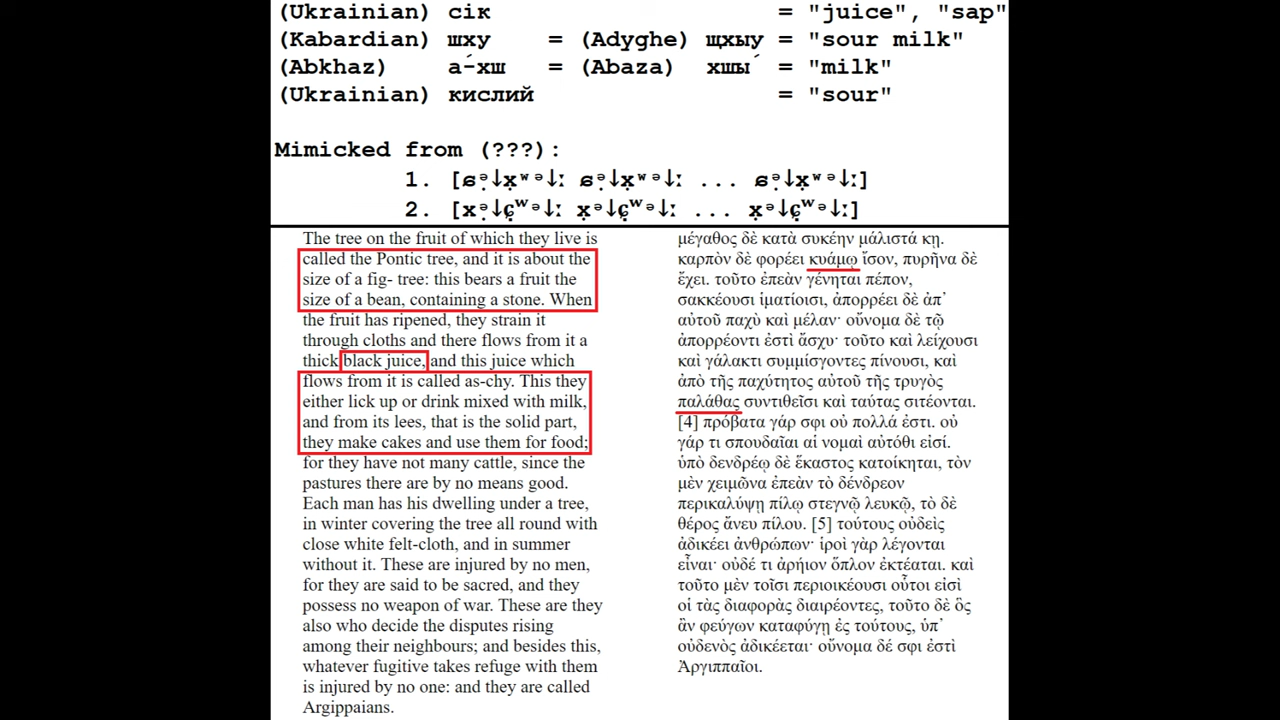 (Ukrainian) сік = "juice", "sap"
(Kabardian) шху = (Adyghe) щхыу = "sour milk"
(Abkhaz) а́-хш = (Abaza) хшы́ = "milk"
(Ukrainian) кислий = "sour"
Mimicked from (???):
1.
2.
The tree on the fruit of which they live is
called the Pontic tree, and it is about the
size of a fig- tree: this bears a fruit the
size of a bean, containing a stone. When
the fruit has ripened, they strain it
through cloths and there flows from it a
thick black juice, and this juice which
flows from it is called as-chy. This they
either lick up or drink mixed with milk,
and from its lees, that is the solid part,
they make cakes and use them for food;
for they have not many cattle, since the
pastures there are by no means good.
Each man has his dwelling under a tree,
in winter covering the tree all round with
close white felt-cloth, and in summer
without it. These are injured by no men,
for they are said to be sacred, and they
possess no weapon of war. These are they
also who decide the disputes rising
among their neighbours; and besides this,
whatever fugitive takes refuge with them
is injured by no one: and they are called
Argippaians.
μέγαθος δὲ κατὰ συκέην μάλιστά κῃ.
καρπὸν δὲ φορέει κυάμῳ ἴσον, πυρῆνα δὲ
ἔχει. τοῦτο ἐπεὰν γένηται πέπον,
σακκέουσι ἱματίοισι, ἀπορρέει δὲ ἀπ᾽
αὐτοῦ παχὺ καὶ μέλαν· οὔνομα δὲ τῷ
ἀπορρέοντι ἐστὶ ἄσχυ· τοῦτο καὶ λείχουσι
καὶ γάλακτι συμμίσγοντες πίνουσι, καὶ
ἀπὸ τῆς παχύτητος αὐτοῦ τῆς τρυγὸς
παλάθας συντιθεῖσι καὶ ταύτας σιτέονται.
[4] πρόβατα γάρ σφι οὐ πολλά ἐστι. οὐ
γάρ τι σπουδαῖαι αἱ νομαὶ αὐτόθι εἰσί.
ὑπὸ δενδρέῳ δὲ ἕκαστος κατοίκηται, τὸν
μὲν χειμῶνα ἐπεὰν τὸ δένδρεον
περικαλύψῃ πίλῳ στεγνῷ λευκῷ, τὸ δὲ
θέρος ἄνευ πίλου. [5] τούτους οὐδεὶς
ἀδικέει ἀνθρώπων· ἱροὶ γὰρ λέγονται
εἶναι· οὐδέ τι ἀρήιον ὅπλον ἐκτέαται. καὶ
τοῦτο μὲν τοῖσι περιοικέουσι οὗτοι εἰσὶ
οἱ τὰς διαφορὰς διαιρέοντες, τοῦτο δὲ ὃς
ἂν φεύγων καταφύγῃ ἐς τούτους, ὑπ᾽
οὐδενὸς ἀδικέεται· οὔνομα δέ σφι ἐστὶ
Ἀργιππαῖοι.